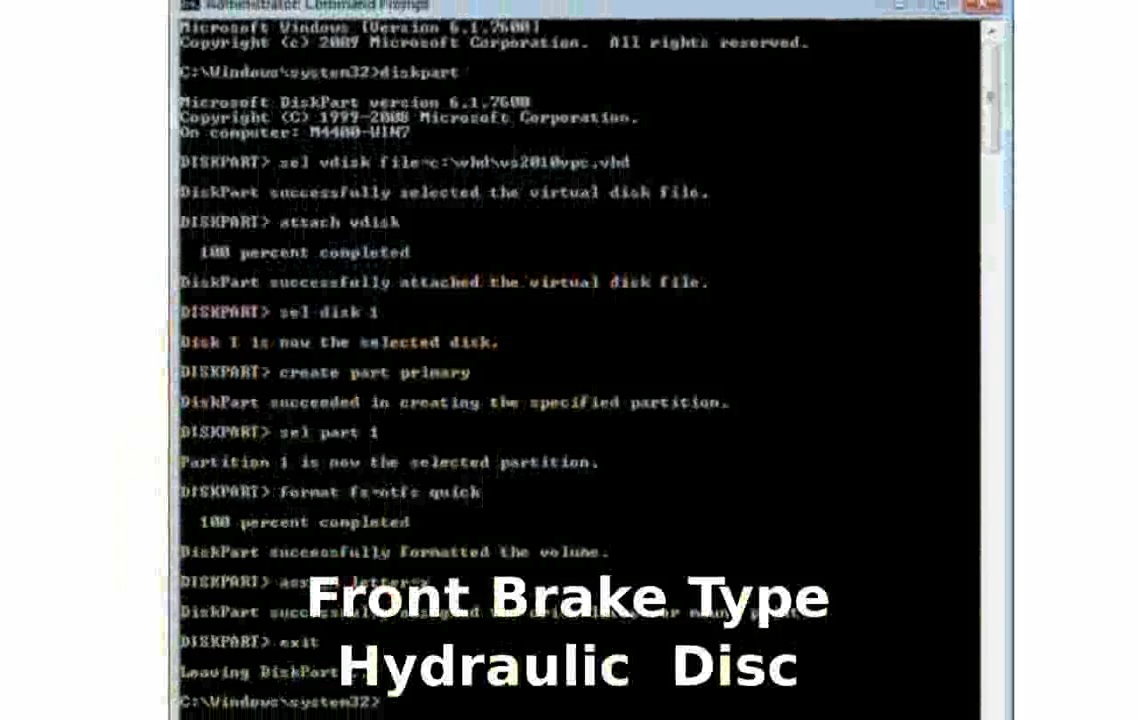 Administrator: Command Prompt
Microsoft Windows [Version 6.1.7600]
Copyright (c) 2009 Microsoft Corporation.  All rights reserved.
C:\Windows\system32>diskpart
Microsoft DiskPart version 6.1.7600
Copyright (C) 1999-2008 Microsoft Corporation.
On computer: M4400-WIN7
DISKPART> sel vdisk file=c:\vhd\vs2010vpc.vhd
DiskPart successfully selected the virtual disk file.
DISKPART> attach vdisk
100 percent completed
DiskPart successfully attached the virtual disk file.
DISKPART> sel disk 1
Disk 1 is now the selected disk.
DISKPART> create part primary
DiskPart succeeded in creating the specified partition.
DISKPART> sel part 1
Partition 1 is now the selected partition.
DISKPART> format fs=ntfs quick
100 percent completed
DiskPart successfully formatted the volume.
DISKPART>
Front Brake Type
DiskPart
DISKPART> exit
Hydraulic  Disc
Leaving DiskPart
C:\Windows\system32>